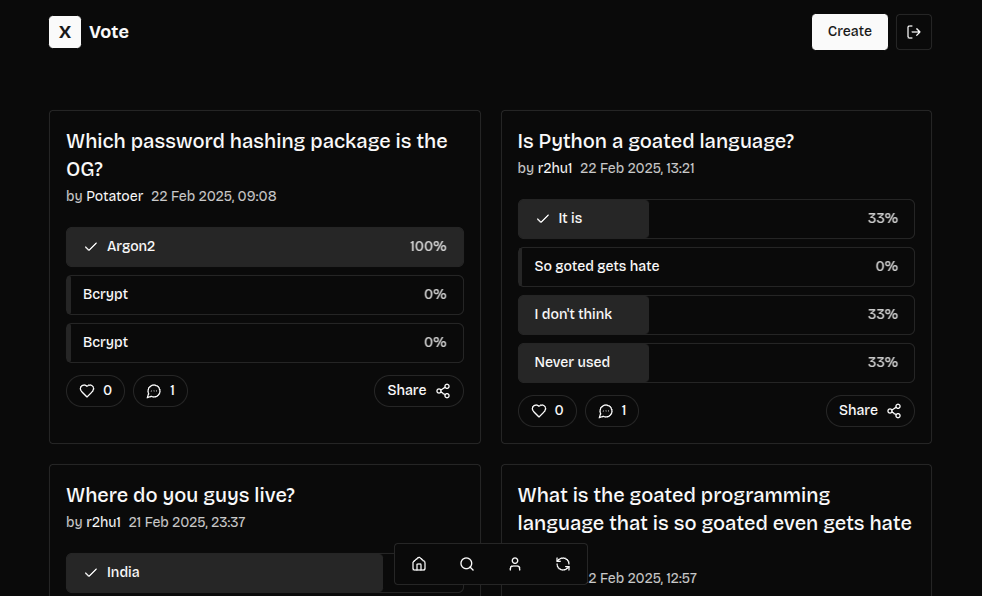 X Vote
Create
Which password hashing package is the
OG?
by Potatoer 22 Feb 2025, 09:08
Argon2 100%
Bcrypt 0%
Bcrypt 0%
0 1 Share
Is Python a goated language?
by r2hu1 22 Feb 2025, 13:21
It is 33%
So goted gets hate 0%
I don't think 33%
Never used 33%
0 1 Share
Where do you guys live?
by r2hu1 21 Feb 2025, 23:37
India
What is the goated programming
language that is so goated even gets hate
2 Feb 2025, 12:57